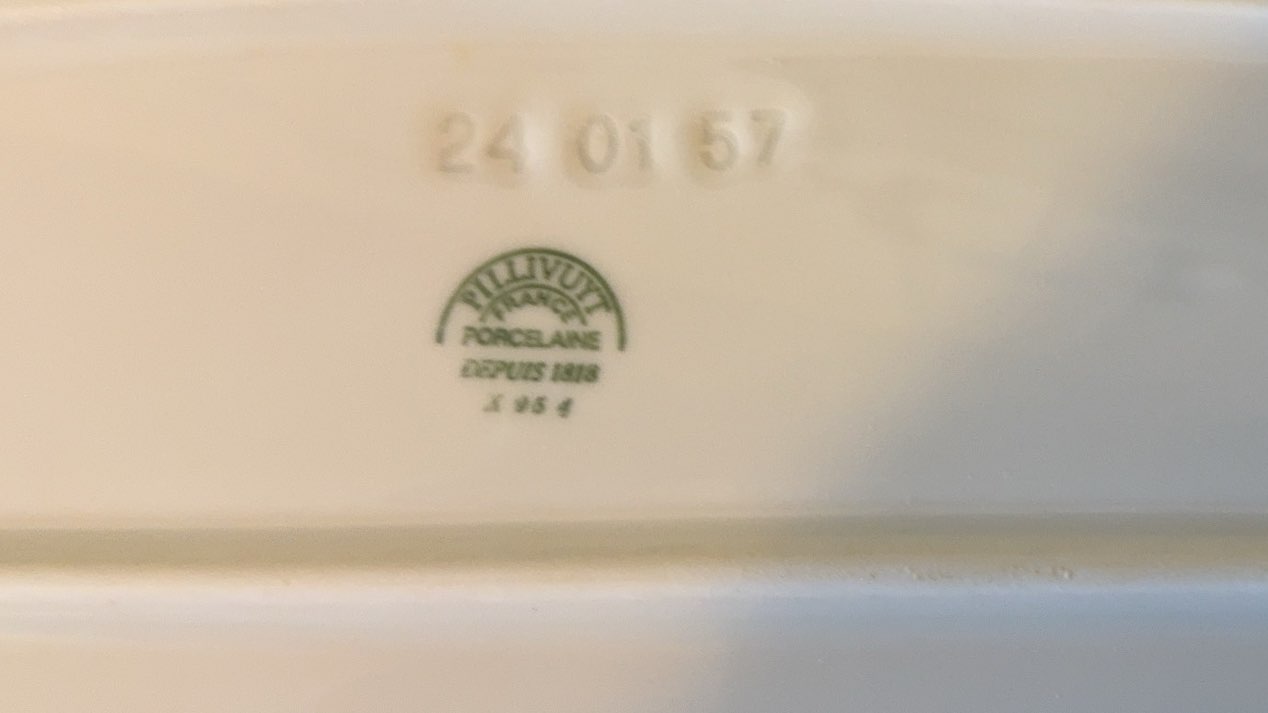 24 01 57
PILLIVUYT
FRANCE
PORCELAINE
DEPUIS 1818